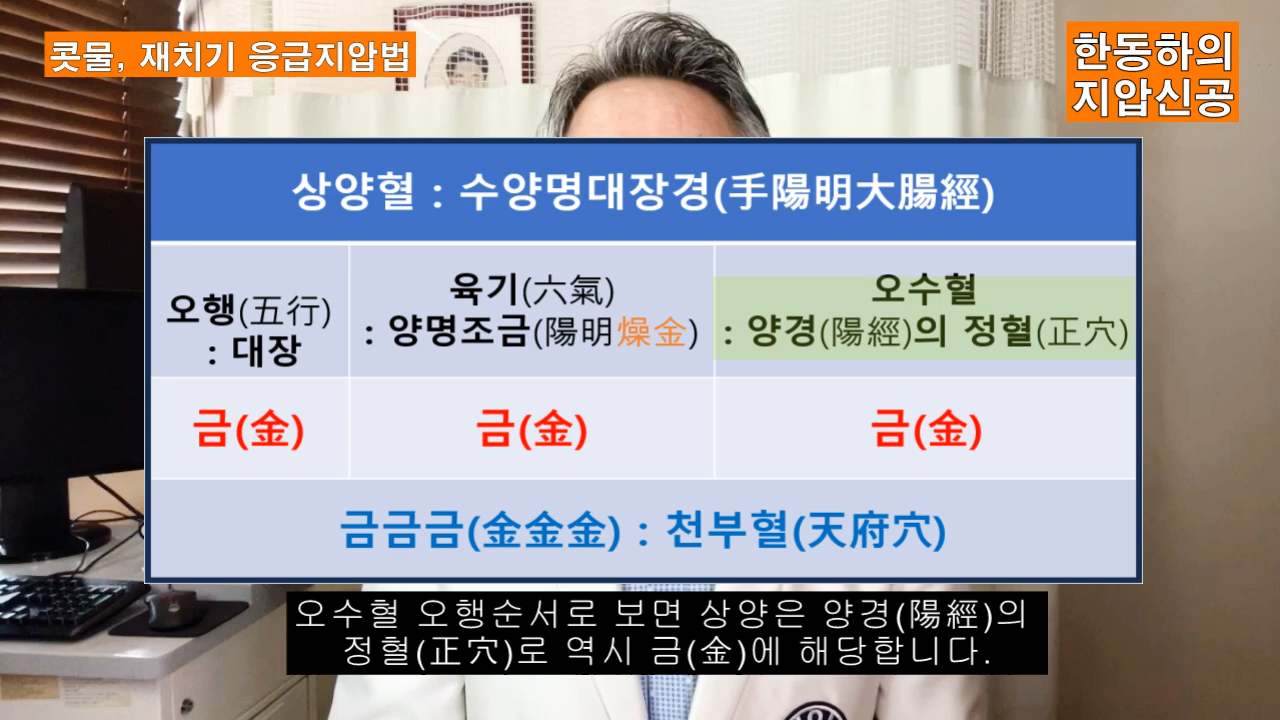 콧물, 재치기 응급지압법
한동하의
지압신공
상양혈 : 수양명대장경(手陽明大腸經)
오행(五行)
: 대장
육기(六氣)
: 양명조금(陽明燥金)
오수혈
: 양경(陽經)의 정혈(正穴)
금(金)
금(金)
금(金)
금금금(金金金) : 천부혈(天府穴)
오수혈 오행순서로 보면 상양은 양경(陽經)의
정혈(正穴)로 역시 금(金)에 해당합니다.